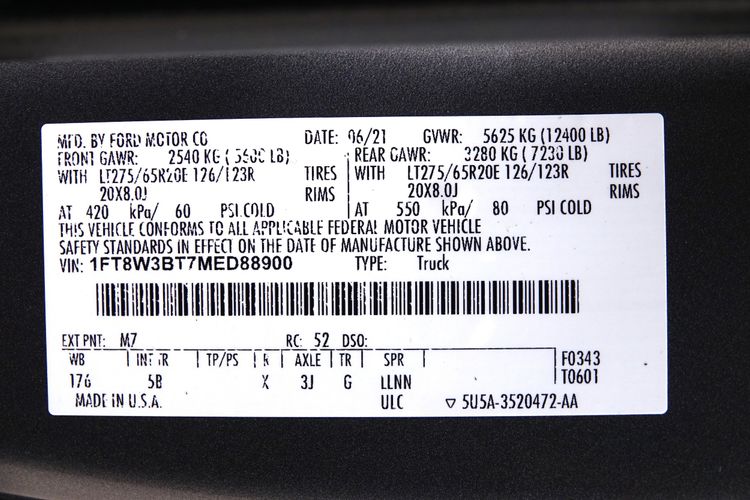 MFD. BY FORD MOTOR CO DATE: 06/21 GVWR: 5625 KG (12400 LB)
FRONT GAWR: 2540 KG ( 5600 LB) REAR GAWR: 3280 KG ( 7230 LB)
WITH LT275/65R20E 126/123R TIRES WITH LT275/65R20E 126/123R TIRES
20X8.0J RIMS 20X8.0J RIMS
AT 420 kPa/ 60 PSI COLD AT 550 kPa/ 80 PSI COLD
THIS VEHICLE CONFORMS TO ALL APPLICABLE FEDERAL MOTOR VEHICLE
SAFETY STANDARDS IN EFFECT ON THE DATE OF MANUFACTURE SHOWN ABOVE.
VIN: 1FT8W3BT7MED88900 TYPE: Truck
EXT PNT: M7 RC: 52 DSO:
WB INT TR TP/PS R AXLE TR SPR F0343
176 5B X 3J G LLNN T0601
MADE IN U.S.A. ULC ▽ 5U5A-3520472-AA